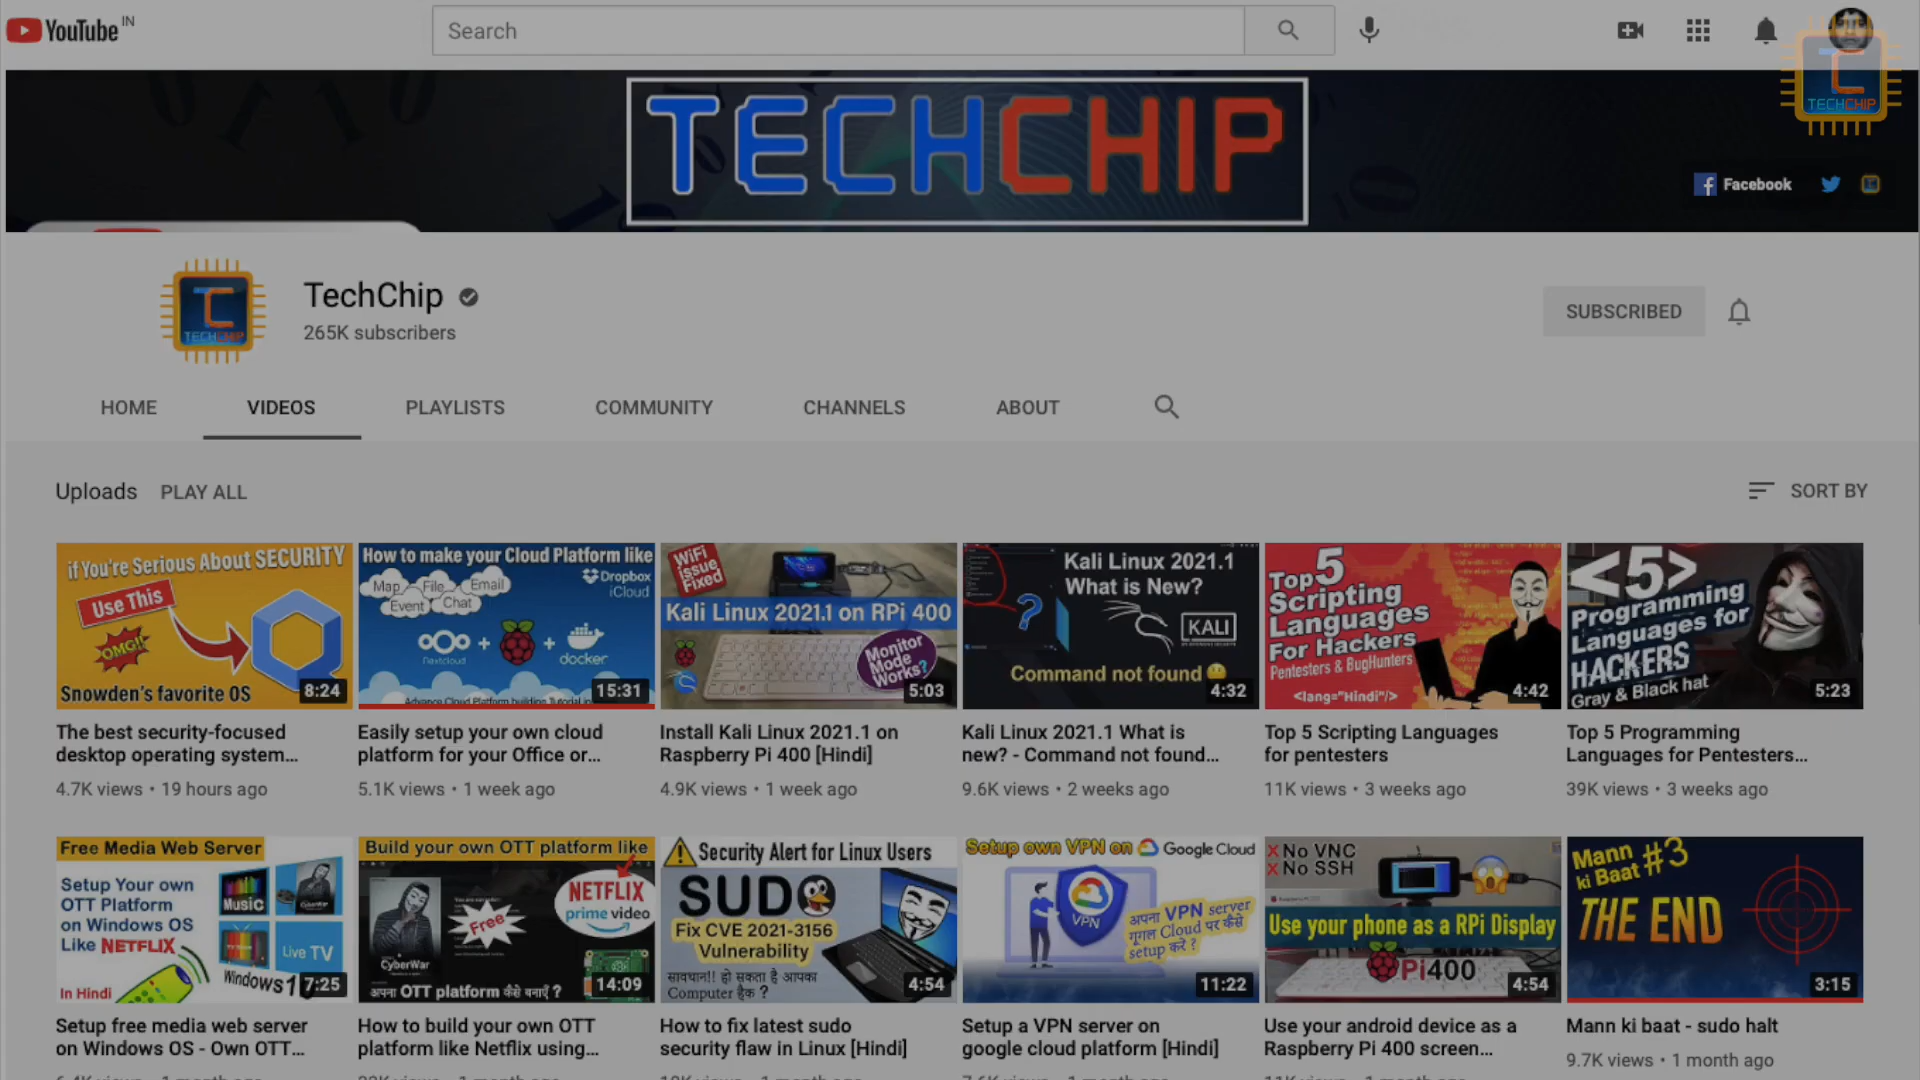 YouTube IN
Search
TECHCHIP
TECHCHIP
Facebook
TECHCHIP
TechChip
265K subscribers
SUBSCRIBED
HOME VIDEOS PLAYLISTS COMMUNITY CHANNELS ABOUT
Uploads PLAY ALL SORT BY
if You're Serious About SECURITY
Use This
OMG!
Snowden's favorite OS
8:24
How to make your Cloud Platform like
Map File Email
Event Chat
Dropbox
iCloud
Nextcloud + + docker
Advance Cloud Platform building Tutorial
15:31
WiFi
issue
Fixed
Kali Linux 2021.1 on RPi 400
Monitor
Mode
Works?
5:03
Kali Linux 2021.1
What is New?
KALI
Command not found
4:32
Top 5
Scripting
Languages
For Hackers
Pentesters & BugHunters
<lang="Hindi"/>
4:42
<5>
Programming
Languages for
HACKERS
Gray & Black hat
5:23
The best security-focused
desktop operating system...
4.7K views • 19 hours ago
Easily setup your own cloud
platform for your Office or...
5.1K views • 1 week ago
Install Kali Linux 2021.1 on
Raspberry Pi 400 [Hindi]
4.9K views • 1 week ago
Kali Linux 2021.1 What is
new? - Command not found...
9.6K views • 2 weeks ago
Top 5 Scripting Languages
for pentesters
11K views • 3 weeks ago
Top 5 Programming
Languages for Pentesters...
39K views • 3 weeks ago
Free Media Web Server
Setup Your own
OTT Platform
on Windows OS
Like NETFLIX
Music
CyberWar
Live TV
Windows 1
In Hindi
7:25
Build your own OTT platform like
NETFLIX
prime video
Free
CyberWar
अपना OTT platform कैसे बनाएँ ?
14:09
Security Alert for Linux Users
SUDO
Fix CVE 2021-3156
Vulnerability
सावधान!! हो सकता है आपका
Computer हैक ?
4:54
Setup own VPN on Google Cloud
VPN
अपना VPN server
गूगल Cloud पर कैसे
setup करें ?
11:22
X No VNC
X No SSH
Use your phone as a RPi Display
Pi400
4:54
Mann #3
ki Baat
THE END
3:15
Setup free media web server
on Windows OS - Own OTT...
How to build your own OTT
platform like Netflix using...
How to fix latest sudo
security flaw in Linux [Hindi]
Setup a VPN server on
google cloud platform [Hindi]
Use your android device as a
Raspberry Pi 400 screen...
Mann ki baat - sudo halt
9.7K views • 1 month ago